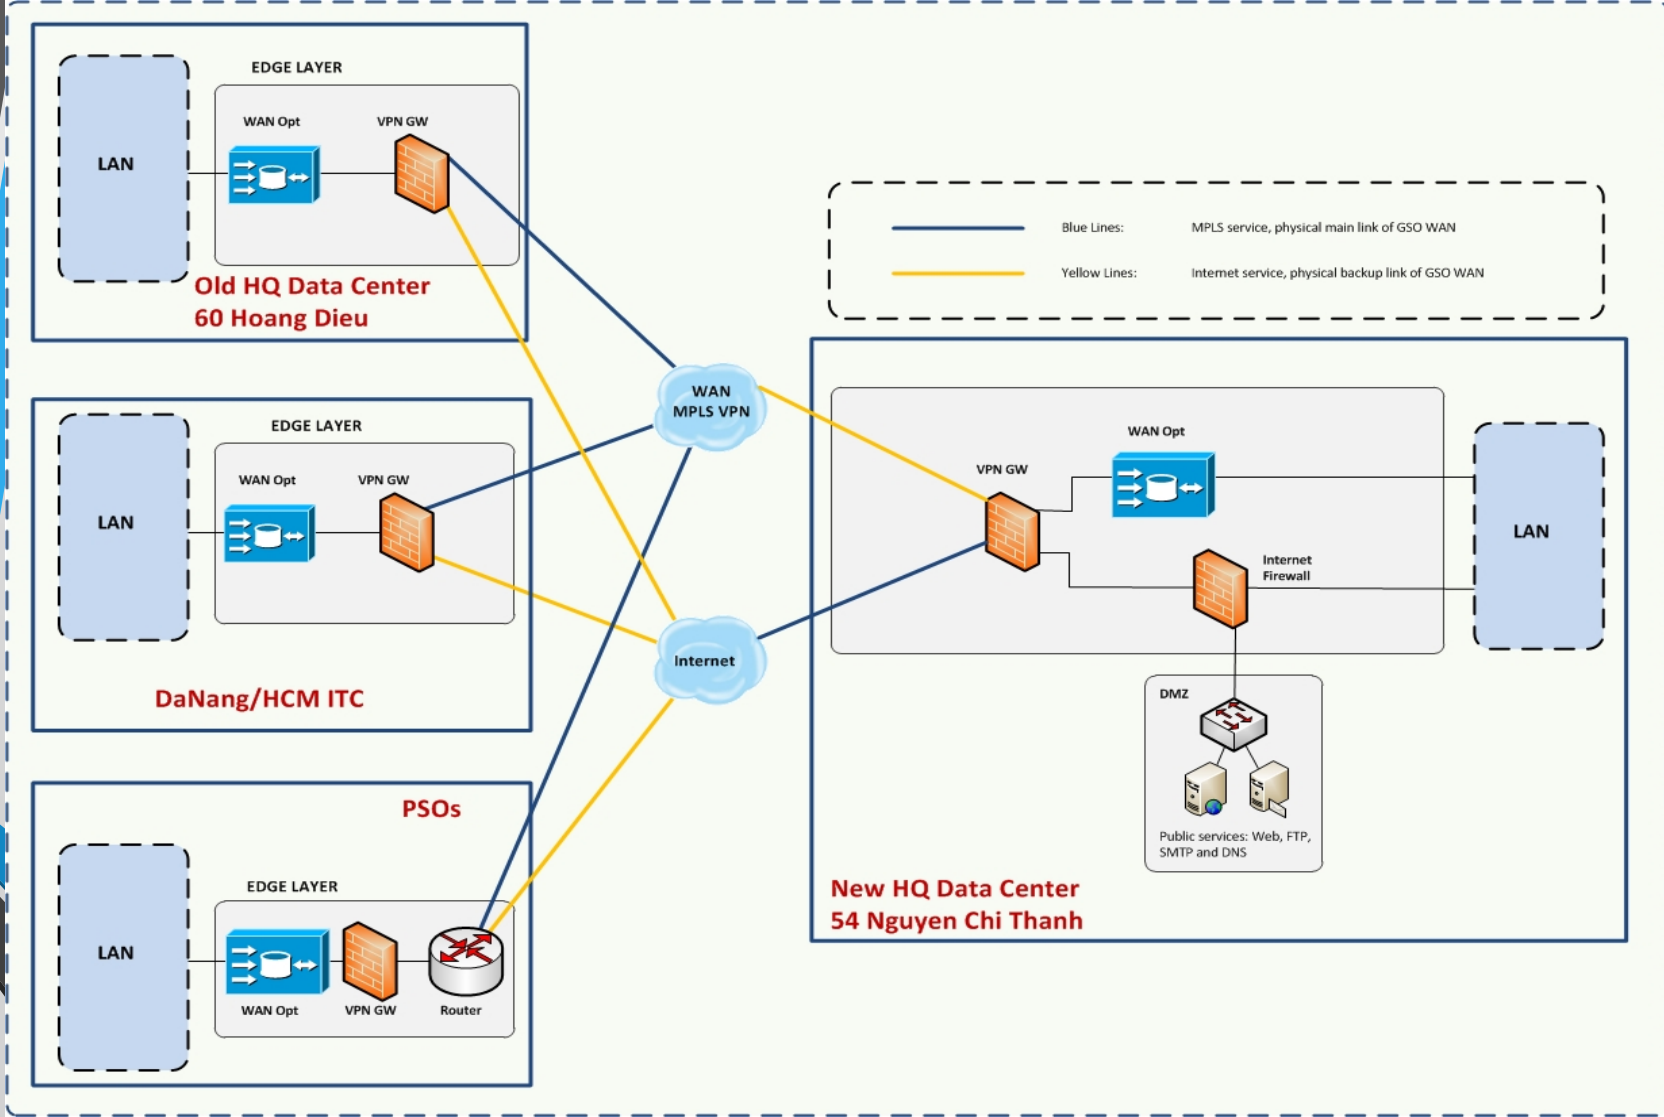 EDGE LAYER
WAN Opt
VPN GW
LAN
Old HQ Data Center
60 Hoang Dieu
Blue Lines: MPLS service, physical main link of GSO WAN
Yellow Lines: Internet service, physical backup link of GSO WAN
WAN
MPLS VPN
EDGE LAYER
WAN Opt
VPN GW
LAN
DaNang/HCM ITC
Internet
PSOs
EDGE LAYER
LAN
WAN Opt
VPN GW
Router
WAN Opt
VPN GW
LAN
Internet
Firewall
DMZ
Public services: Web, FTP,
SMTP and DNS
New HQ Data Center
54 Nguyen Chi Thanh